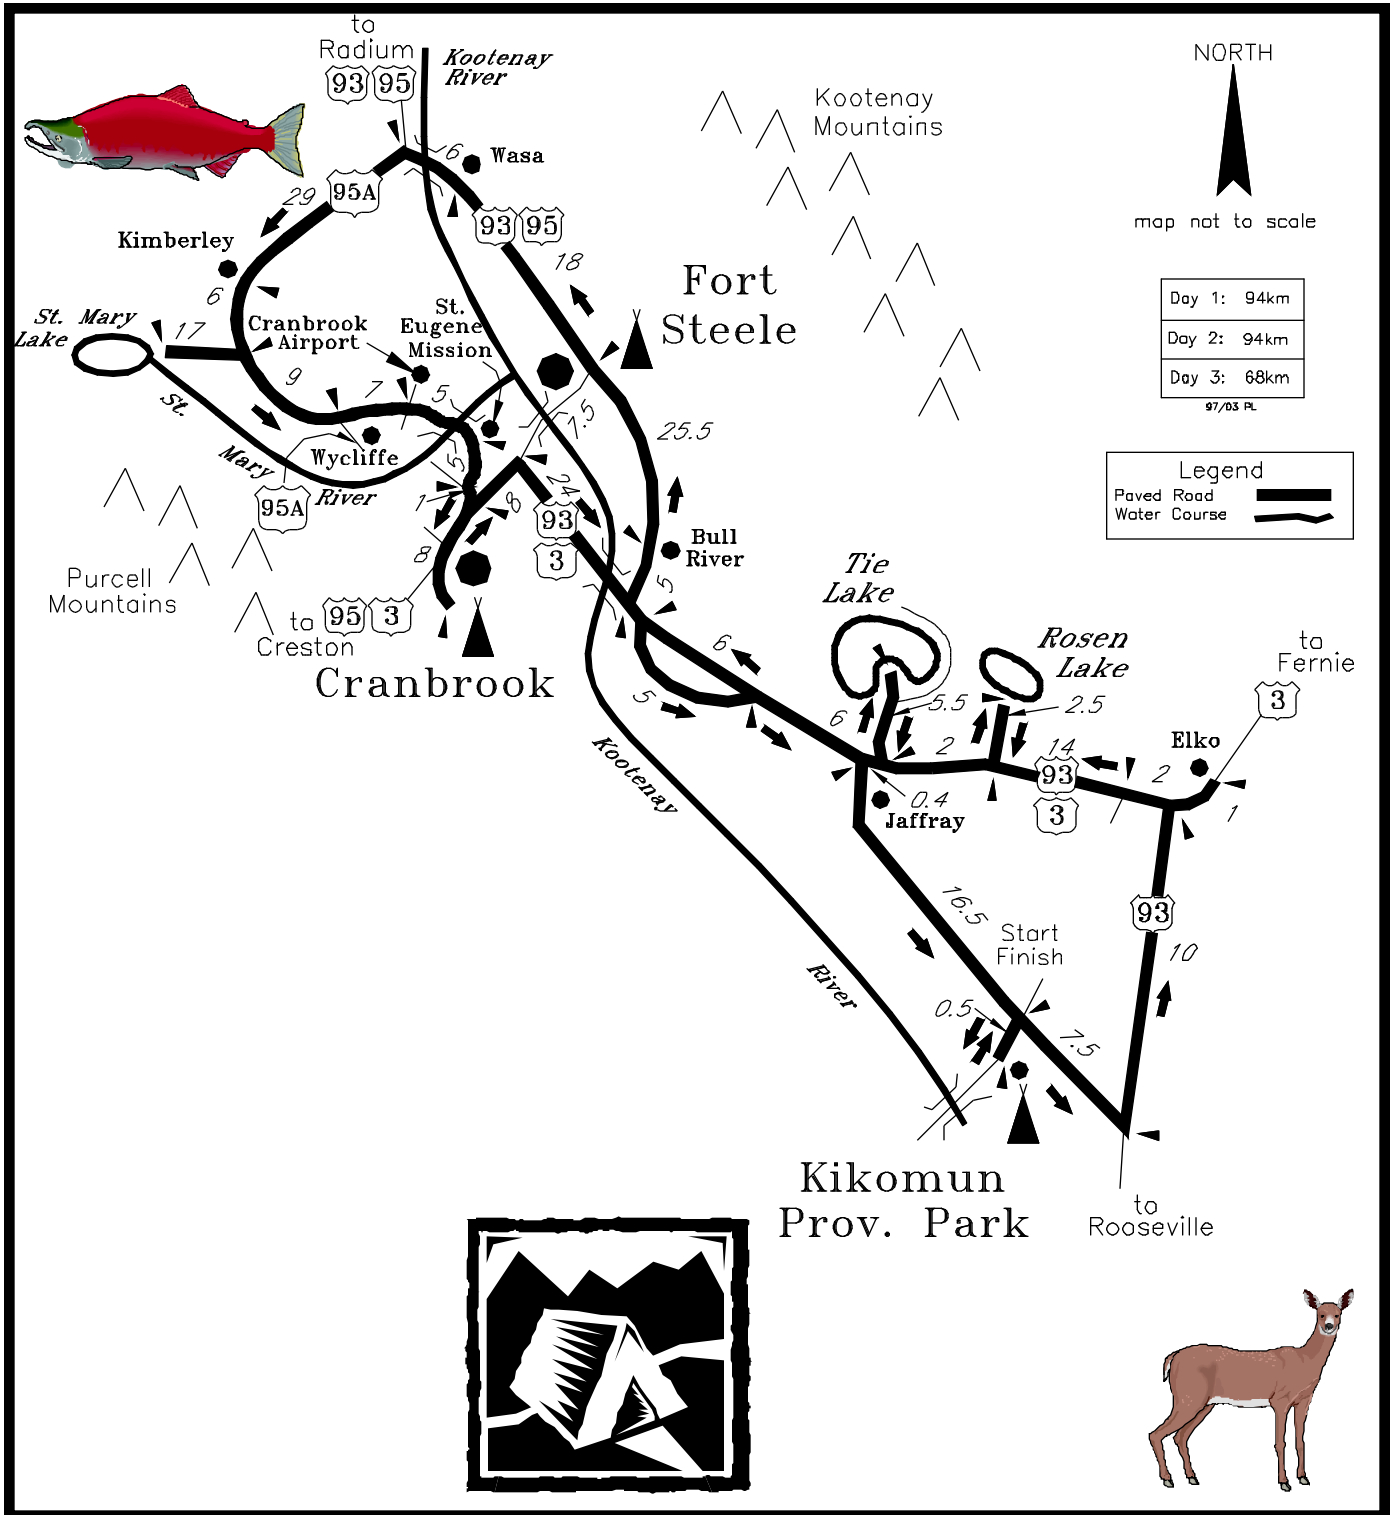 to
Radium
93 95
Kootenay
River
Kootenay
Mountains
NORTH
map not to scale
6
Wasa
95A
29
93 95
Kimberley
18
Fort
Steele
6
Day 1: 94km
Day 2: 94km
Day 3: 68km
97/03 PL
St. Mary
Lake
17
Cranbrook
Airport
St.
Eugene
Mission
9
7
5
7.5
25.5
St.
Mary
River
Wycliffe
95A
5
1
8
24
93
3
8
Legend
Paved Road
Water Course
Bull
River
5
Purcell
Mountains
to
Creston
95 3
Cranbrook
Tie
Lake
Rosen
Lake
to
Fernie
3
6
5
6
5.5
2.5
2
14
93
3
2
Elko
1
0.4
Jaffray
Kootenay
River
16.5
Start
Finish
93
10
0.5
7.5
Kikomun
Prov. Park
to
Rooseville